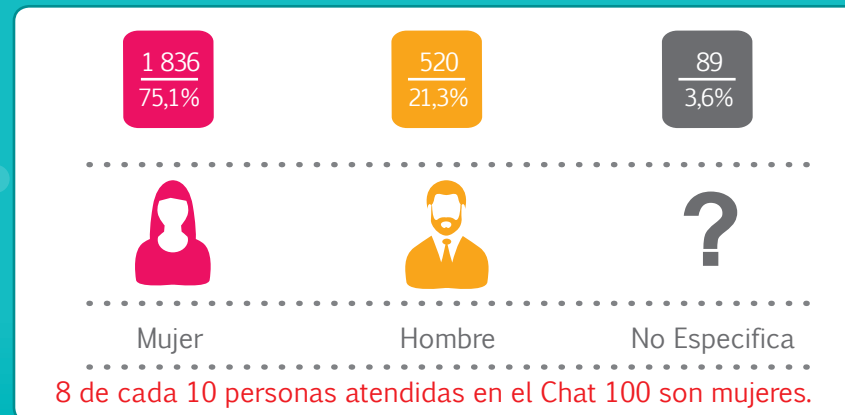 1 836 520 89
75,1% 21,3% 3,6%
?
Mujer Hombre No Especifica
8 de cada 10 personas atendidas en el Chat 100 son mujeres.